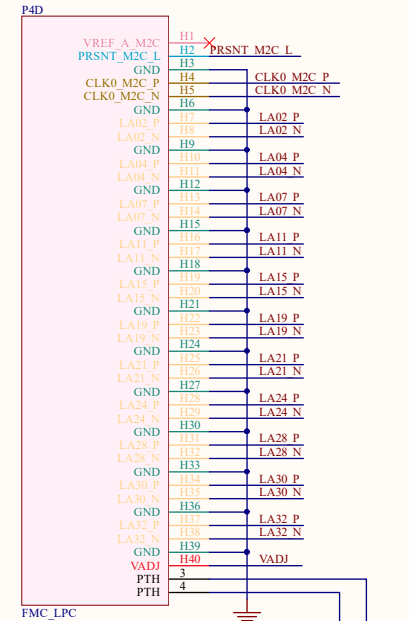 P4D
VREF_A_M2C H1
PRSNT_M2C_L H2 PRSNT_M2C_L
GND H3
CLK0_M2C_P H4 CLK0_M2C_P
CLK0_M2C_N H5 CLK0_M2C_N
GND H6
LA02_P H7 LA02_P
LA02_N H8 LA02_N
GND H9
LA04_P H10 LA04_P
LA04_N H11 LA04_N
GND H12
LA07_P H13 LA07_P
LA07_N H14 LA07_N
GND H15
LA11_P H16 LA11_P
LA11_N H17 LA11_N
GND H18
LA15_P H19 LA15_P
LA15_N H20 LA15_N
GND H21
LA19_P H22 LA19_P
LA19_N H23 LA19_N
GND H24
LA21_P H25 LA21_P
LA21_N H26 LA21_N
GND H27
LA24_P H28 LA24_P
LA24_N H29 LA24_N
GND H30
LA28_P H31 LA28_P
LA28_N H32 LA28_N
GND H33
LA30_P H34 LA30_P
LA30_N H35 LA30_N
GND H36
LA32_P H37 LA32_P
LA32_N H38 LA32_N
GND H39
VADJ H40 VADJ
PTH 3
PTH 4
FMC_LPC